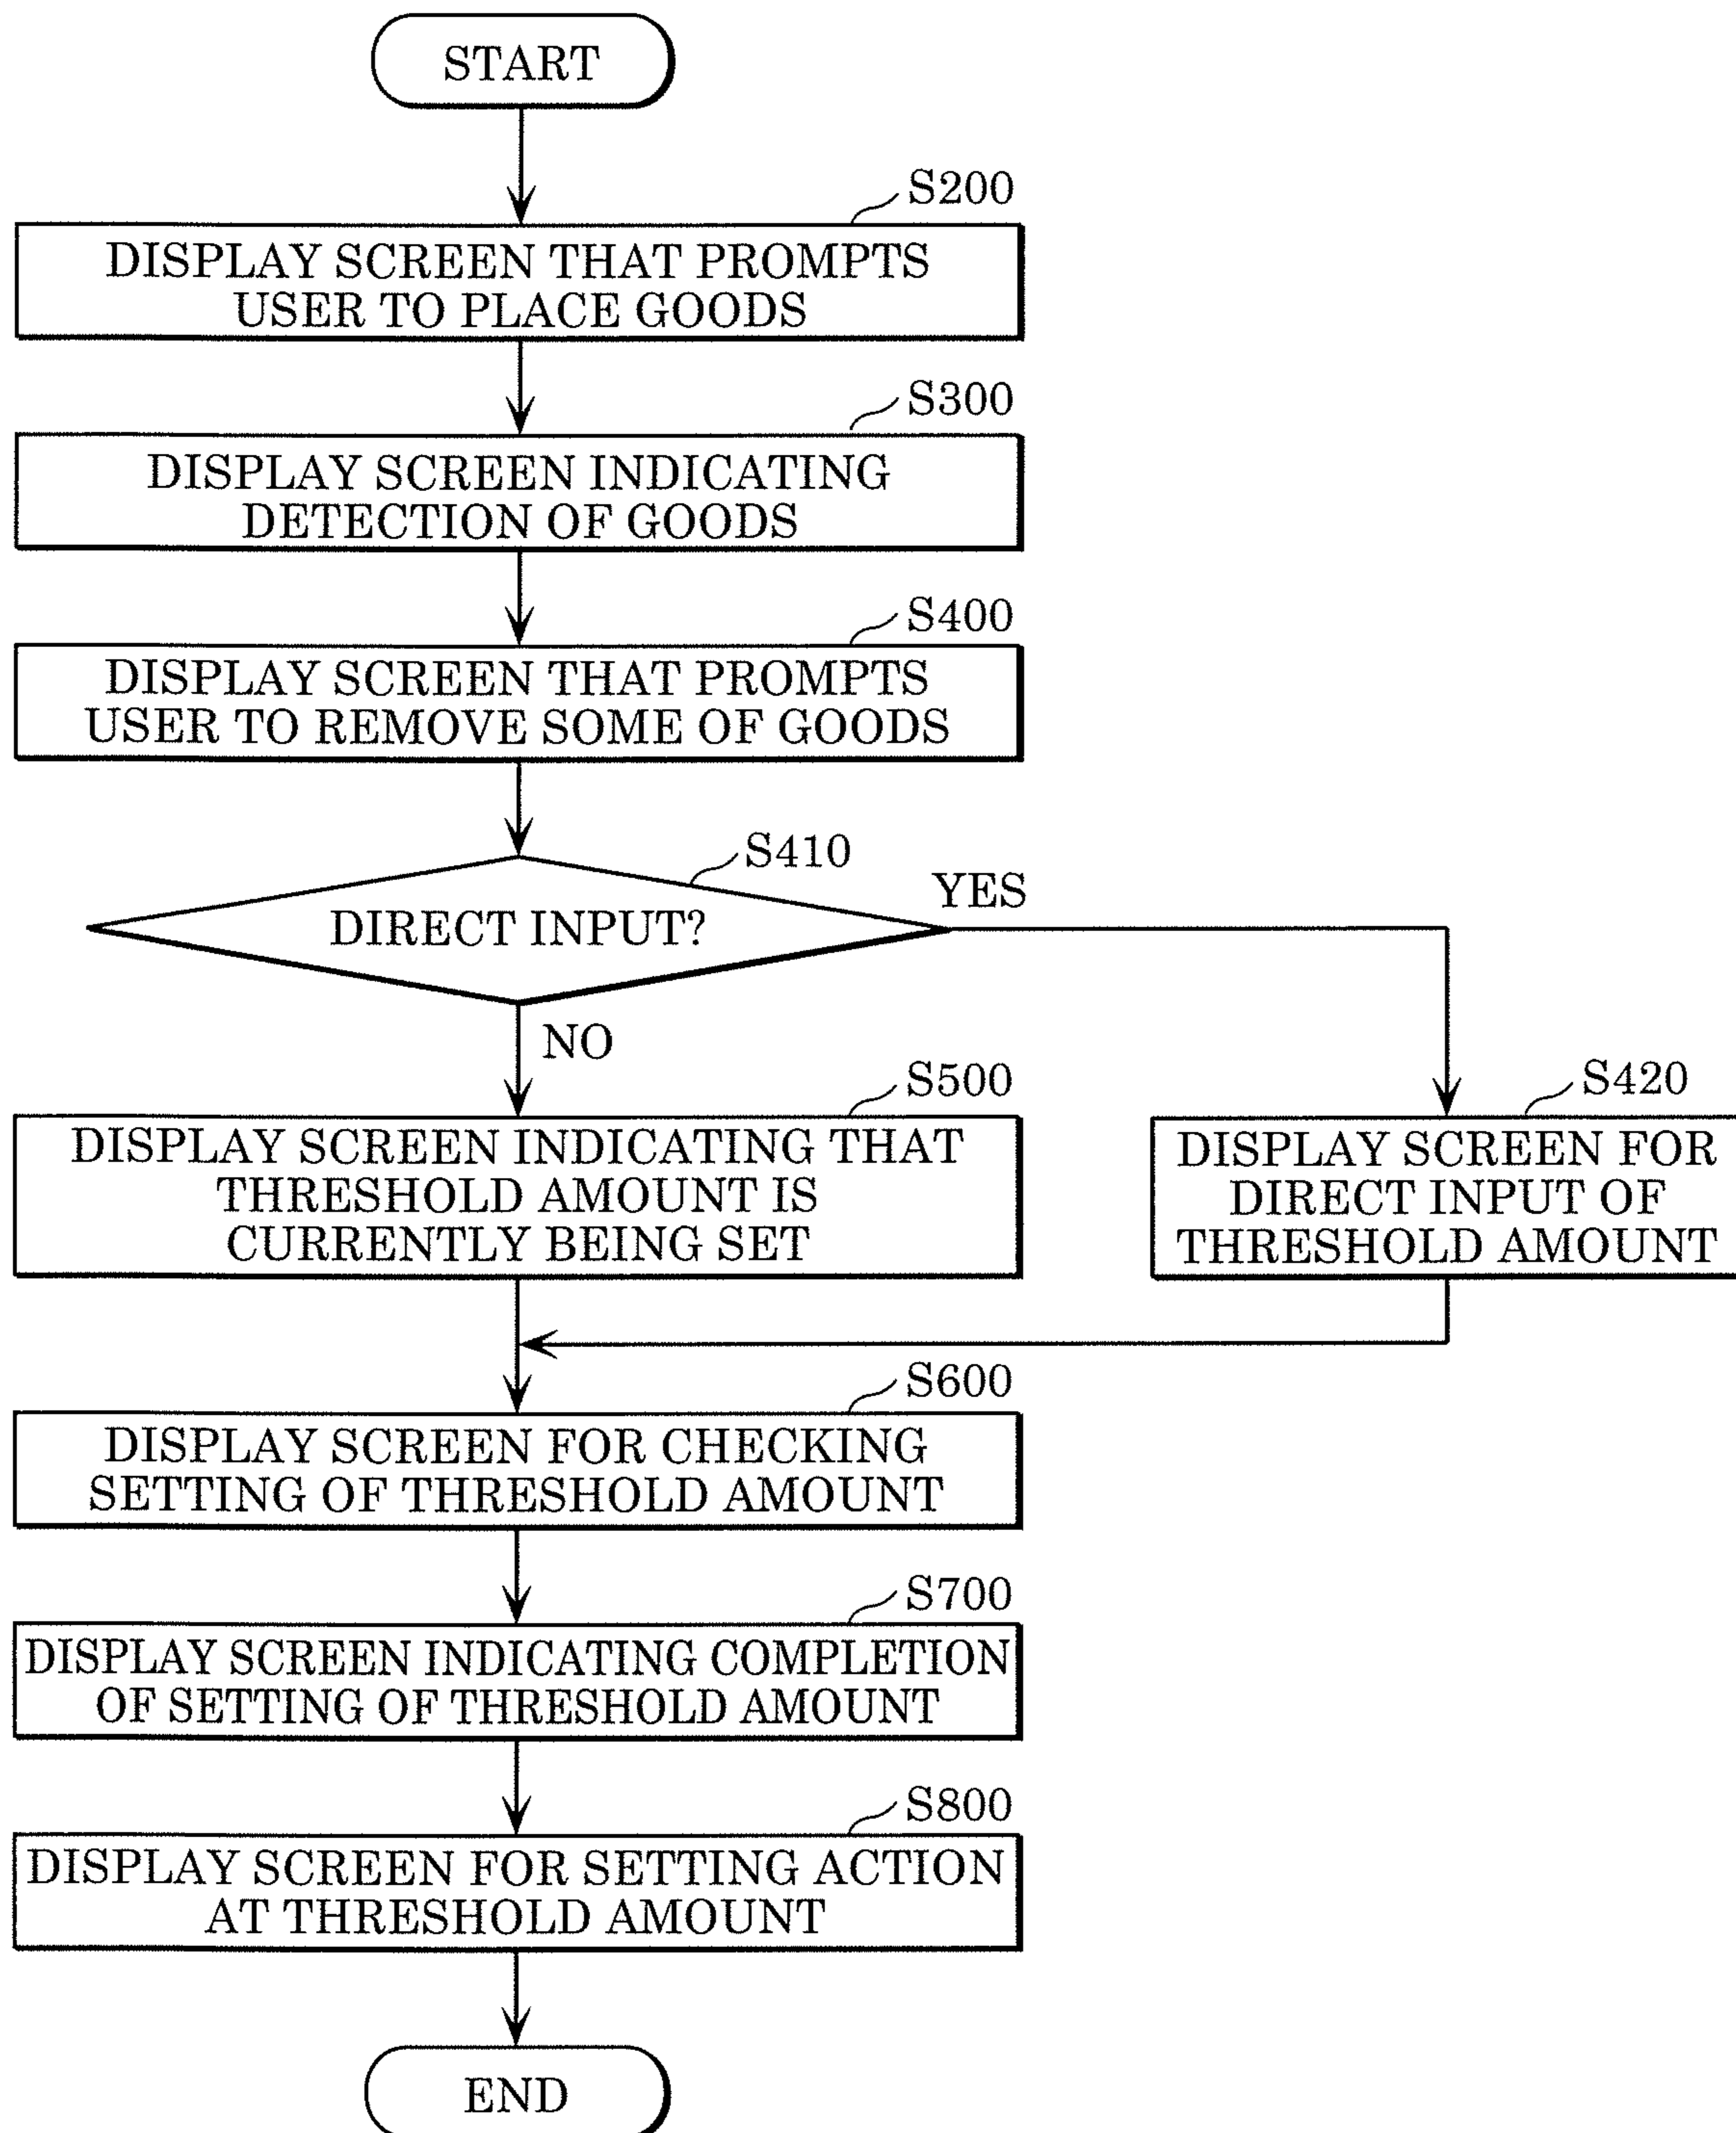 START
S200
DISPLAY SCREEN THAT PROMPTS
USER TO PLACE GOODS
S300
DISPLAY SCREEN INDICATING
DETECTION OF GOODS
S400
DISPLAY SCREEN THAT PROMPTS
USER TO REMOVE SOME OF GOODS
S410
DIRECT INPUT?
YES
NO
S500
DISPLAY SCREEN INDICATING THAT
THRESHOLD AMOUNT IS
CURRENTLY BEING SET
S420
DISPLAY SCREEN FOR
DIRECT INPUT OF
THRESHOLD AMOUNT
S600
DISPLAY SCREEN FOR CHECKING
SETTING OF THRESHOLD AMOUNT
S700
DISPLAY SCREEN INDICATING COMPLETION
OF SETTING OF THRESHOLD AMOUNT
S800
DISPLAY SCREEN FOR SETTING ACTION
AT THRESHOLD AMOUNT
END